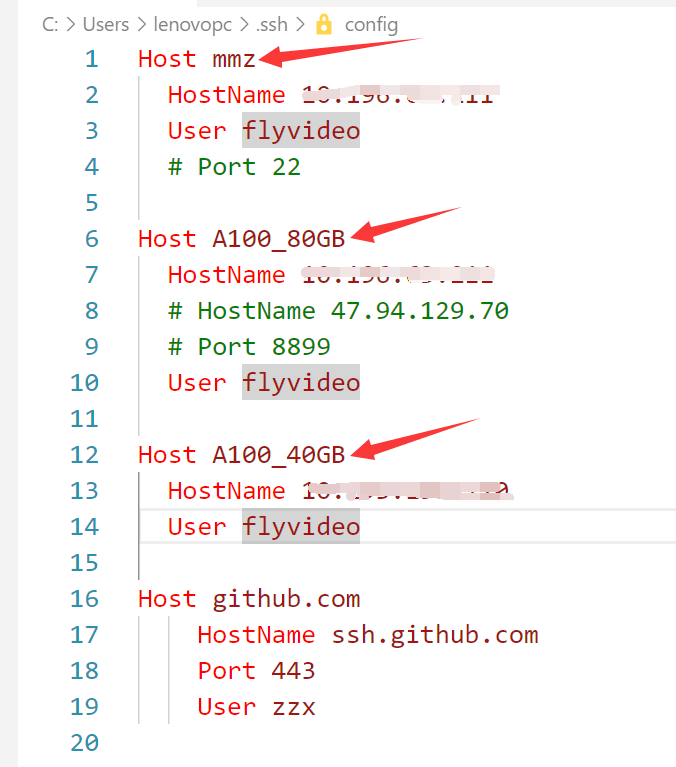 C: > Users > lenovopc > .ssh > config
1 Host mmz
2 HostName
3 User flyvideo
4 # Port 22
5
6 Host A100_80GB
7 HostName
8 # HostName 47.94.129.70
9 # Port 8899
10 User flyvideo
11
12 Host A100_40GB
13 HostName
14 User flyvideo
15
16 Host github.com
17 HostName ssh.github.com
18 Port 443
19 User zzx
20